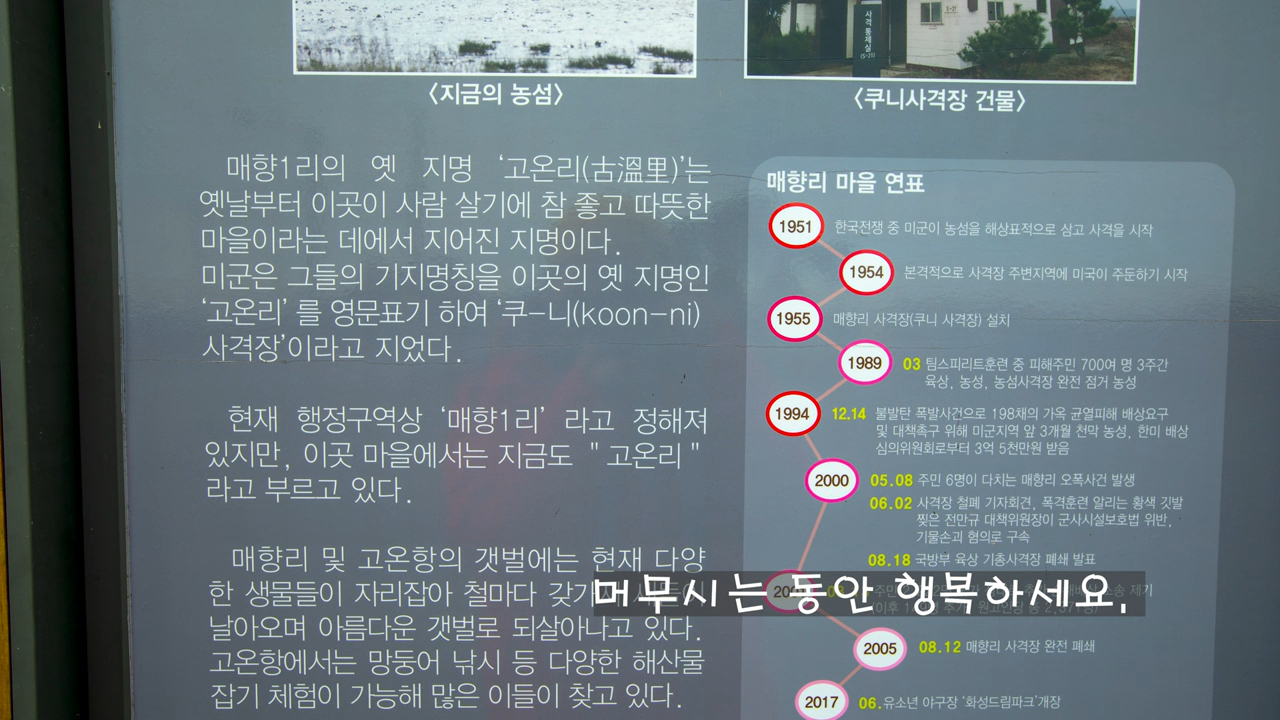 사격통제실
(S-21)
〈지금의 농섬〉
〈쿠니사격장 건물〉
매향1리의 옛 지명 ‘고온리(古溫里)’는
옛날부터 이곳이 사람 살기에 참 좋고 따뜻한
마을이라는 데에서 지어진 지명이다.
미군은 그들의 기지명칭을 이곳의 옛 지명인
‘고온리’ 를 영문표기 하여 ‘쿠-니(koon-ni)
사격장’이라고 지었다.
현재 행정구역상 ‘매향1리’ 라고 정해져
있지만, 이곳 마을에서는 지금도 "고온리"
라고 부르고 있다.
매향리 및 고온항의 갯벌에는 현재 다양
한 생물들이 자리잡아 철마다
날아오며 아름다운 갯벌로 되살아나고 있다.
고온항에서는 망둥어 낚시 등 다양한 해산물
잡기 체험이 가능해 많은 이들이 찾고 있다.
매향리 마을 연표
1951 한국전쟁 중 미군이 농섬을 해상표적으로 삼고 사격을 시작
1954 본격적으로 사격장 주변지역에 미국이 주둔하기 시작
1955 매향리 사격장(쿠니 사격장) 설치
1989 03 팀스피리트훈련 중 피해주민 700여 명 3주간
육상, 농성, 농섬사격장 완전 점거 농성
1994 12.14 불발탄 폭발사건으로 198채의 가옥 균열피해 배상요구
및 대책촉구 위해 미군지역 앞 3개월 천막 농성, 한미 배상
심의위원회로부터 3억 5천만원 받음
2000 05.08 주민 6명이 다치는 매향리 오폭사건 발생
06.02 사격장 철폐 기자회견, 폭격훈련 알리는 황색 깃발
찢은 전만규 대책위원장이 군사시설보호법 위반,
기물손괴 혐의로 구속
08.18 국방부 육상 기총사격장 폐쇄 발표
머무시는 동안 행복하세요.
2005 08.12 매향리 사격장 완전 폐쇄
2017 06. 유소년 야구장 ‘화성드림파크’개장